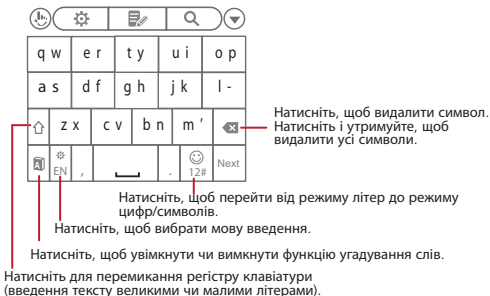 q w e r t y u i o p
a s d f g h j k l -
z x c v b n m ′
EN , . 12# Next
Натисніть, щоб видалити символ.
Натисніть і утримуйте, щоб
видалити усі символи.
Натисніть, щоб перейти від режиму літер до режиму
цифр/символів.
Натисніть, щоб вибрати мову введення.
Натисніть, щоб увімкнути чи вимкнути функцію угадування слів.
Натисніть для перемикання регістру клавіатури
(введення тексту великими чи малими літерами).